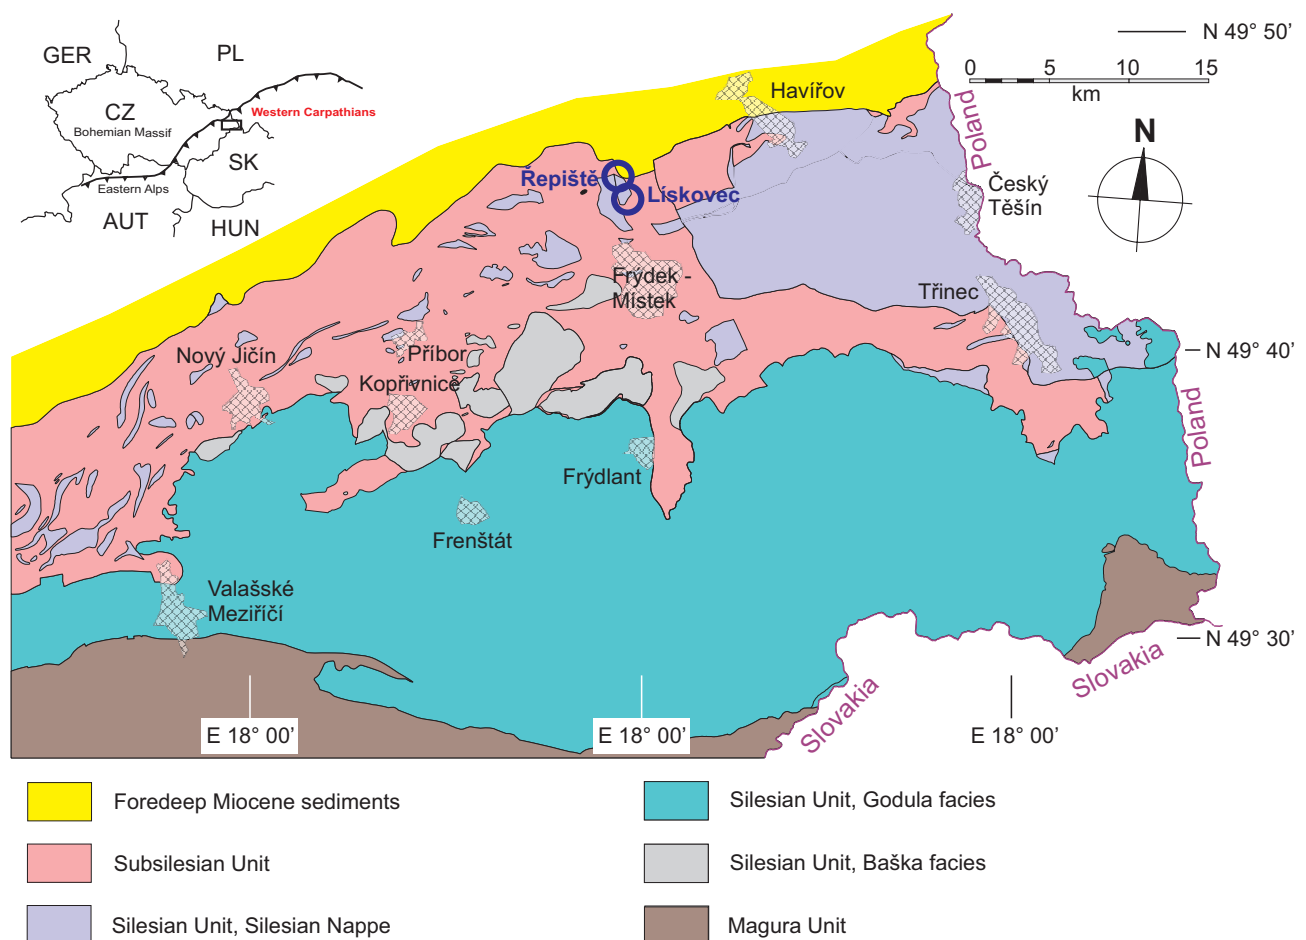 GER
PL
CZ
Bohemian Massif
Western Carpathians
SK
Eastern Alps
AUT
HUN
N 49° 50’
0 5 10 15
km
Poland
N
Havířov
Řepiště
Lískovec
Český
Těšín
Frýdek -
Místek
Třinec
Nový Jičín
Příbor
Kopřivnice
N 49° 40’
Poland
Frýdlant
Frenštát
Valašské
Meziříčí
N 49° 30’
Slovakia
Slovakia
E 18° 00’
E 18° 00’
E 18° 00’
Foredeep Miocene sediments
Subsilesian Unit
Silesian Unit, Silesian Nappe
Silesian Unit, Godula facies
Silesian Unit, Baška facies
Magura Unit